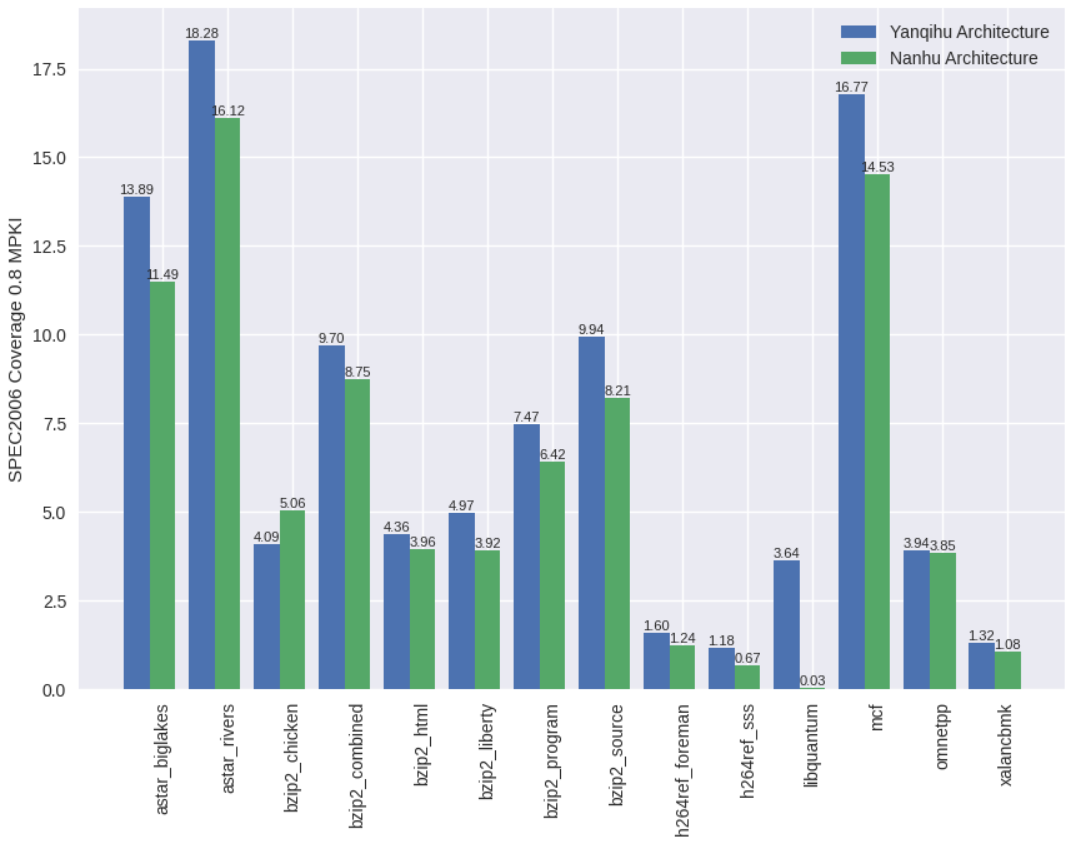 Yanqihu Architecture
Nanhu Architecture
SPEC2006 Coverage 0.8 MPKI
17.5
15.0
12.5
10.0
7.5
5.0
2.5
0.0
13.89
11.49
18.28
16.12
4.09
5.06
9.70
8.75
4.36
3.96
4.97
3.92
7.47
6.42
9.94
8.21
1.60
1.24
1.18
0.67
3.64
0.03
16.77
14.53
3.94
3.85
1.32
1.08
astar_biglakes
astar_rivers
bzip2_chicken
bzip2_combined
bzip2_html
bzip2_liberty
bzip2_program
bzip2_source
h264ref_foreman
h264ref_sss
libquantum
mcf
omnetpp
xalancbmk